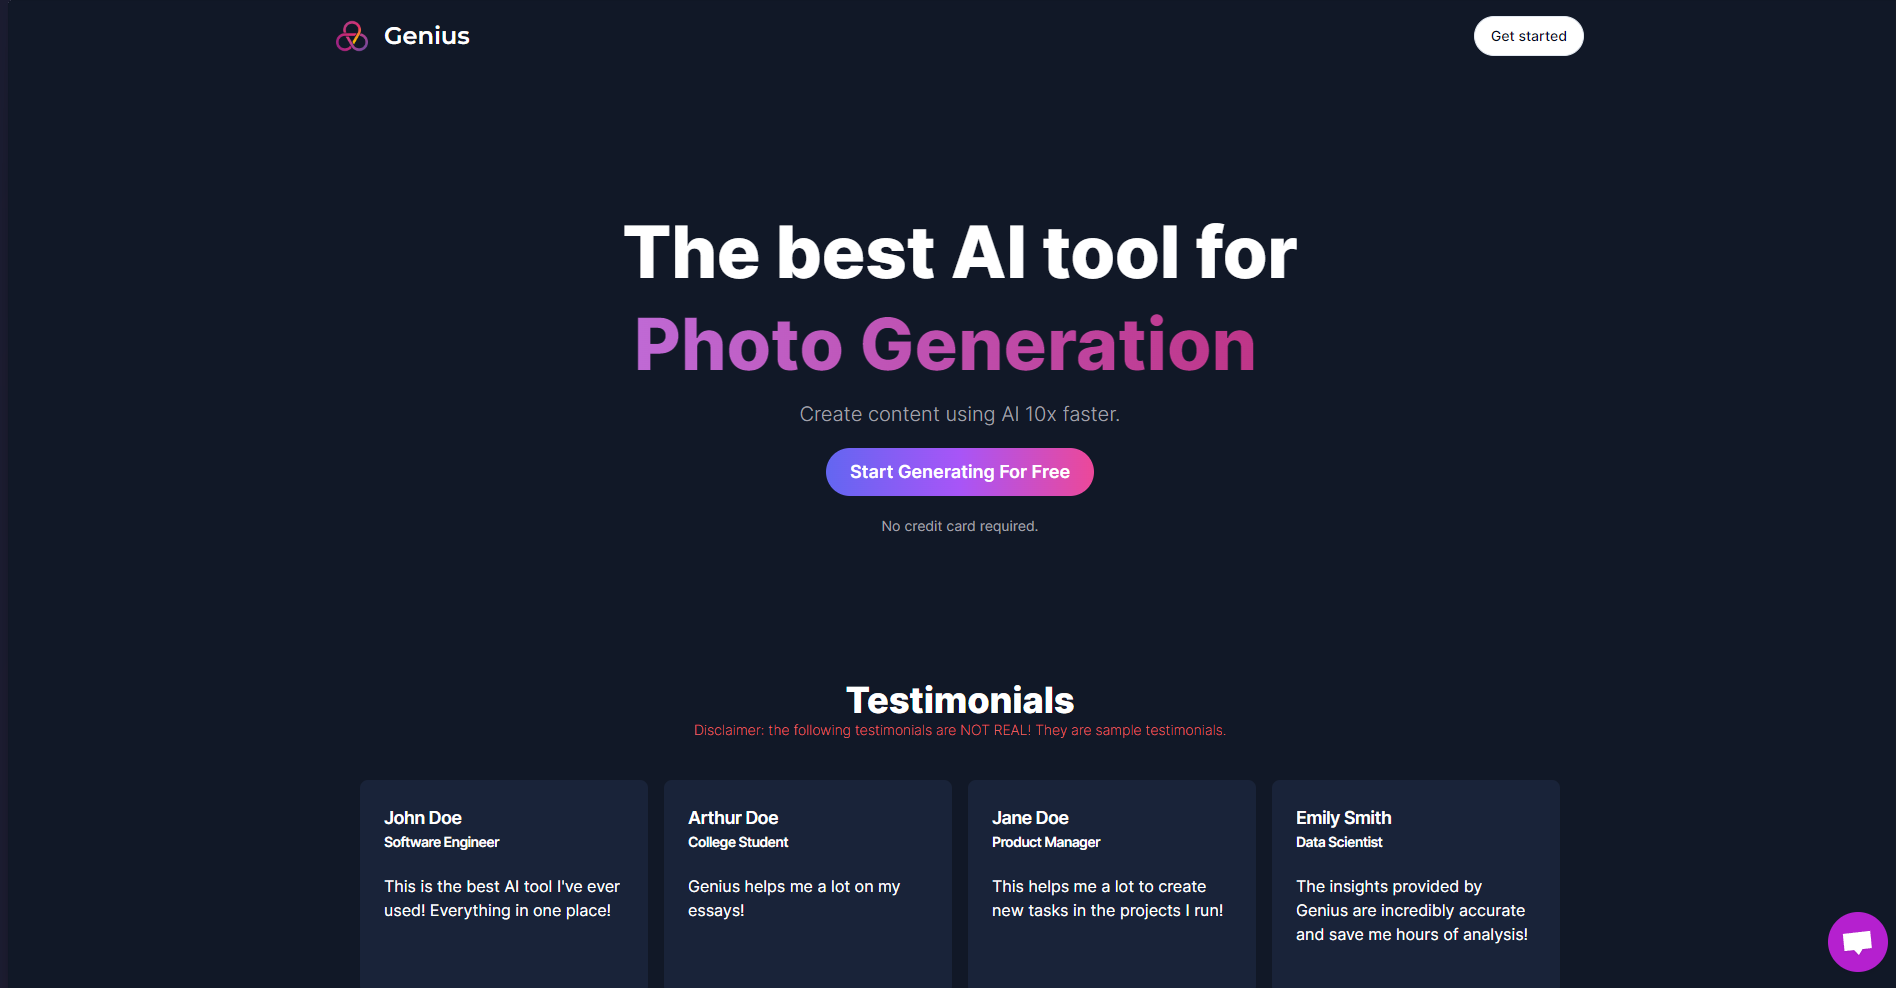 Genius
Get started
The best AI tool for
Photo Generation
Create content using AI 10x faster.
Start Generating For Free
No credit card required.
Testimonials
Disclaimer: the following testimonials are NOT REAL! They are sample testimonials.
John Doe
Software Engineer
This is the best AI tool I've ever
used! Everything in one place!
Arthur Doe
College Student
Genius helps me a lot on my
essays!
Jane Doe
Product Manager
This helps me a lot to create
new tasks in the projects I run!
Emily Smith
Data Scientist
The insights provided by
Genius are incredibly accurate
and save me hours of analysis!